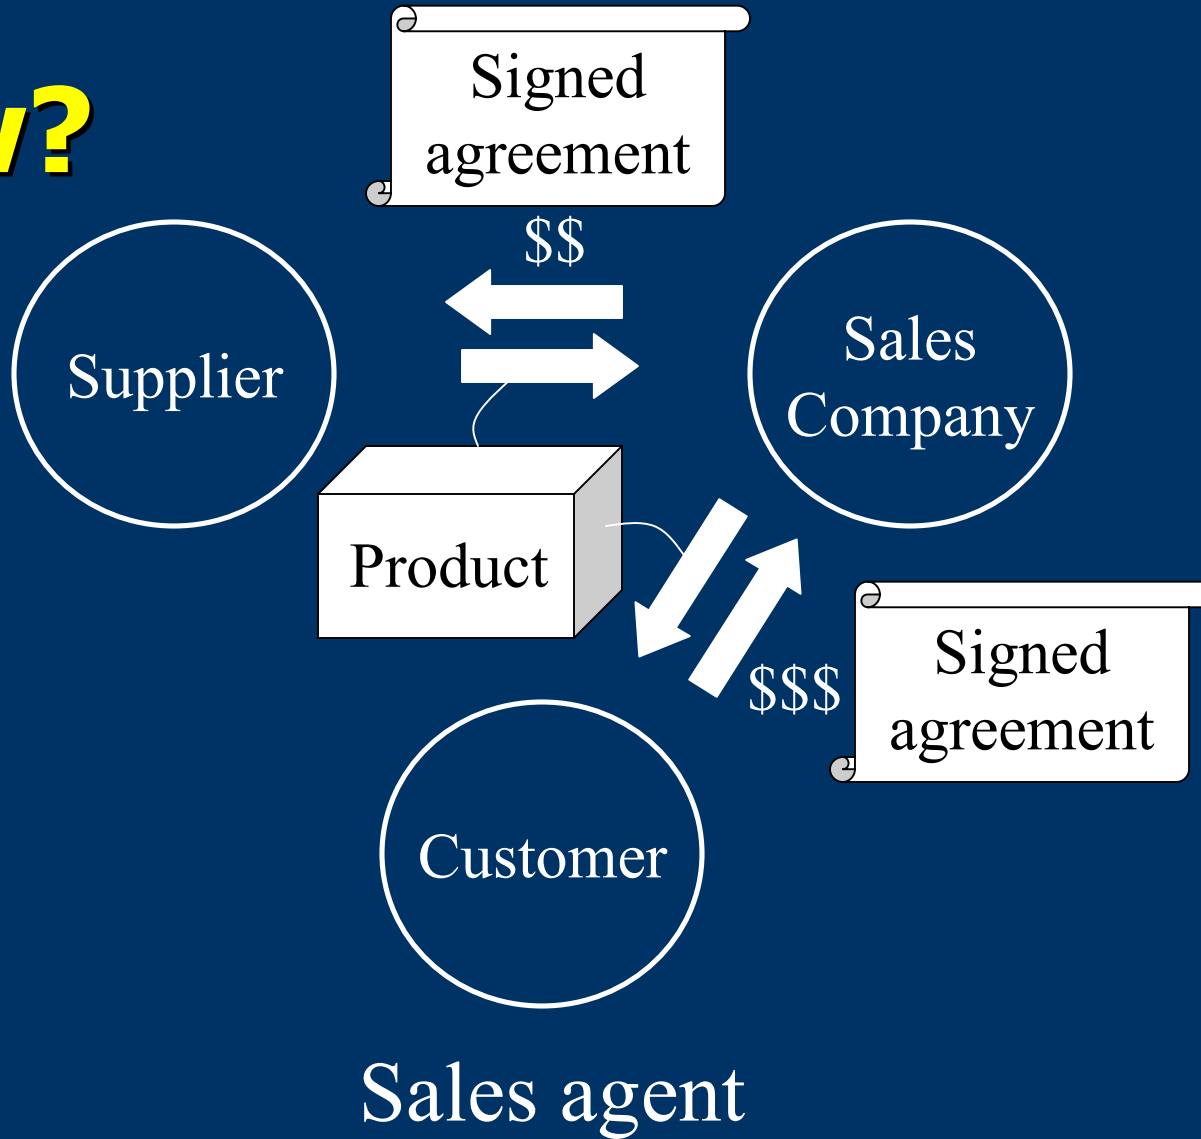 Signed
agreement
?
$$
Supplier
Sales
Company
Product
$$$
Signed
agreement
Customer
Sales agent